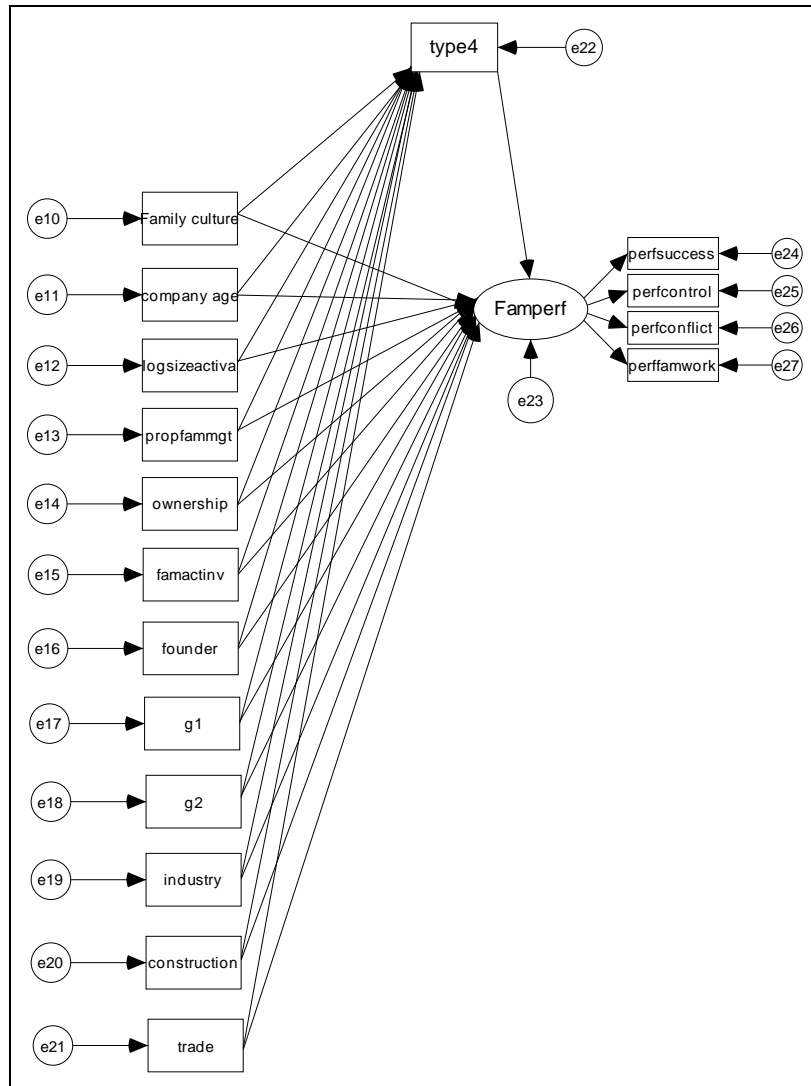 type4
e22
e10
Family culture
e11
company age
e12
logsizeactiva
e13
propfammgt
e14
ownership
e15
famactinv
e16
founder
e17
g1
e18
g2
e19
industry
e20
construction
e21
trade
Famperf
e23
perfsuccess
e24
perfcontrol
e25
perfconflict
e26
perffamwork
e27